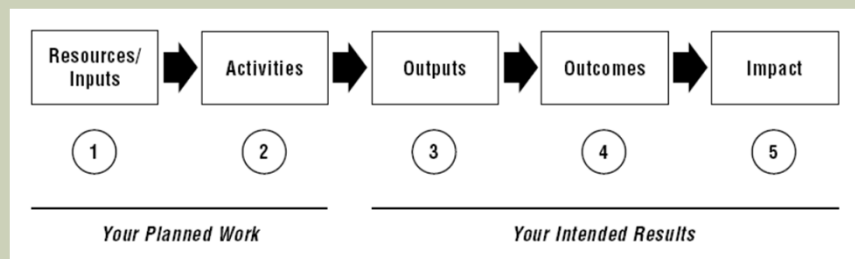 Resources/
Inputs
Activities
Outputs
Outcomes
Impact
1
2
3
4
5
Your Planned Work
Your Intended Results